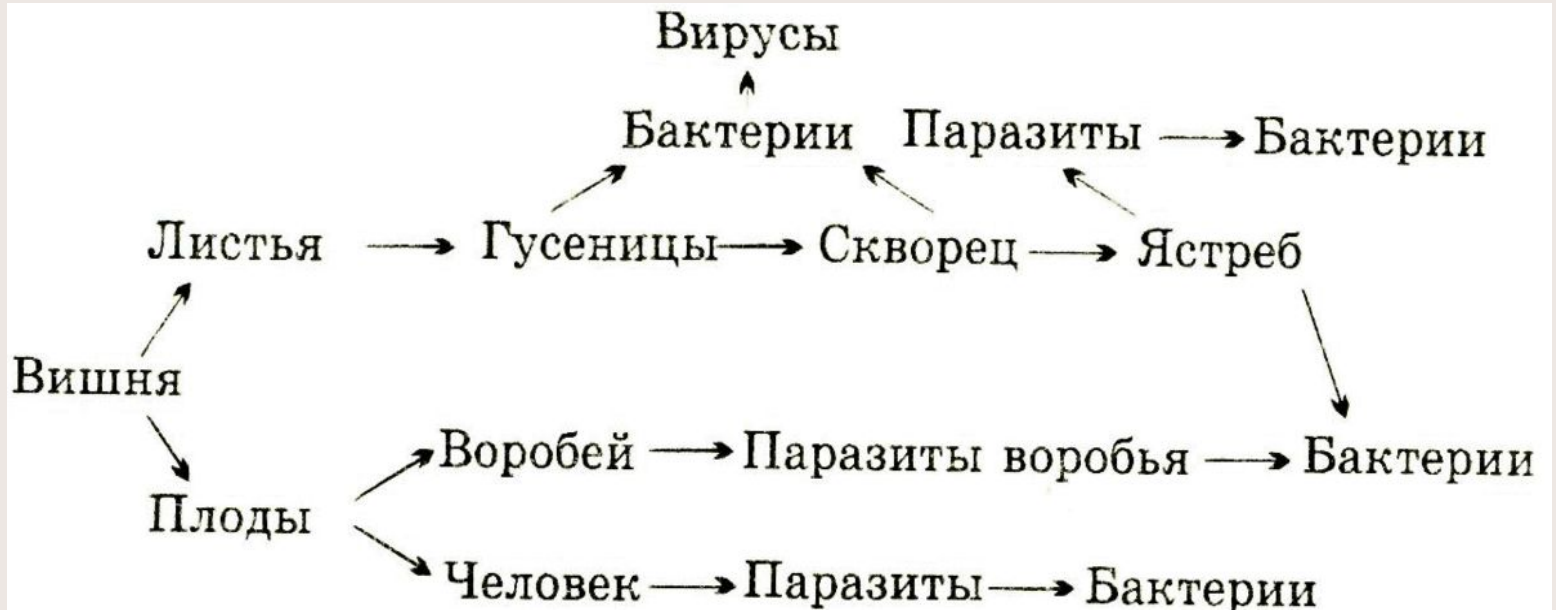 Вирусы
Бактерии Паразиты Бактерии
Листья Гусеницы Скворец Ястреб
Вишня
Воробей Паразиты воробья Бактерии
Плоды
Человек Паразиты Бактерии